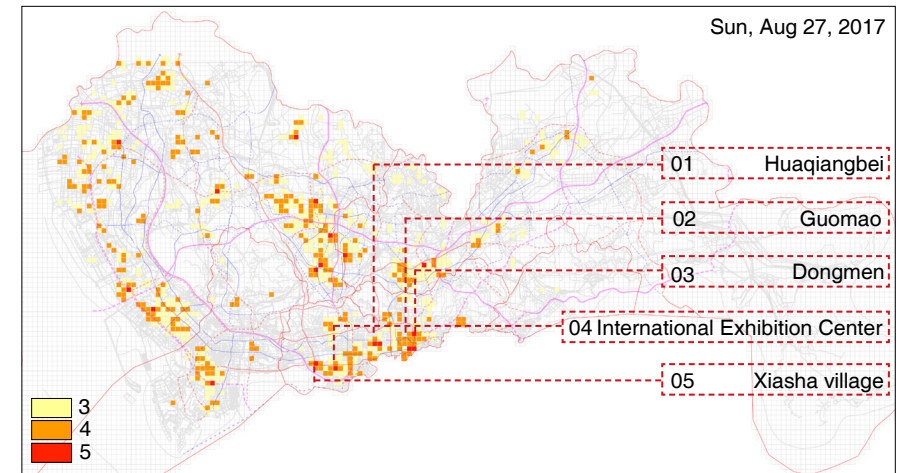 Sun, Aug 27, 2017
01 Huaqiangbei
02 Guomao
03 Dongmen
04 International Exhibition Center
05 Xiasha village
3
4
5